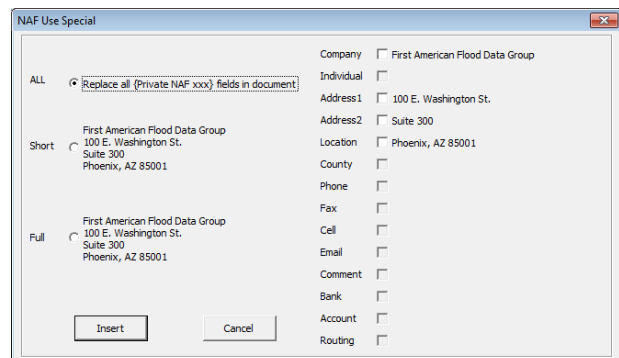 NAF Use Special
ALL
Replace all {Private NAF xxx} fields in document
Short
First American Flood Data Group
100 E. Washington St.
Suite 300
Phoenix, AZ 85001
Full
First American Flood Data Group
100 E. Washington St.
Suite 300
Phoenix, AZ 85001
Insert
Cancel
Company First American Flood Data Group
Individual
Address1 100 E. Washington St.
Address2 Suite 300
Location Phoenix, AZ 85001
County
Phone
Fax
Cell
Email
Comment
Bank
Account
Routing